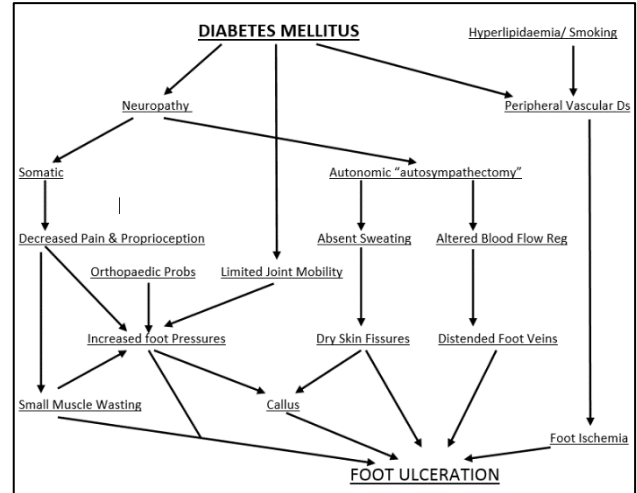 DIABETES MELLITUS
Hyperlipidaemia/ Smoking
Neuropathy
Peripheral Vascular Ds
Somatic
Autonomic “autosympathectomy”
Decreased Pain & Proprioception
Absent Sweating
Altered Blood Flow Reg
Orthopaedic Probs
Limited Joint Mobility
Increased foot Pressures
Dry Skin Fissures
Distended Foot Veins
Small Muscle Wasting
Callus
Foot Ischemia
FOOT ULCERATION